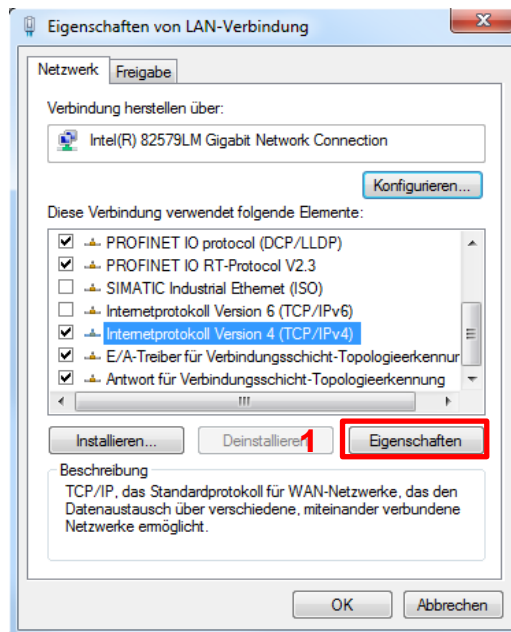 Eigenschaften von LAN-Verbindung
Netzwerk
Freigabe
Verbindung herstellen über:
Intel(R) 82579LM Gigabit Network Connection
Konfigurieren...
Diese Verbindung verwendet folgende Elemente:
PROFINET IO protocol (DCP/LLDP)
PROFINET IO RT-Protocol V2.3
SIMATIC Industrial Ethernet (ISO)
Internetprotokoll Version 6 (TCP/IPv6)
Internetprotokoll Version 4 (TCP/IPv4)
E/A-Treiber für Verbindungsschicht-Topologieerkennur
Antwort für Verbindungsschicht-Topologieerkennung
Installieren...
Deinstallieren
1
Eigenschaften
Beschreibung
TCP/IP, das Standardprotokoll für WAN-Netzwerke, das den
Datenaustausch über verschiedene, miteinander verbundene
Netzwerke ermöglicht.
OK
Abbrechen